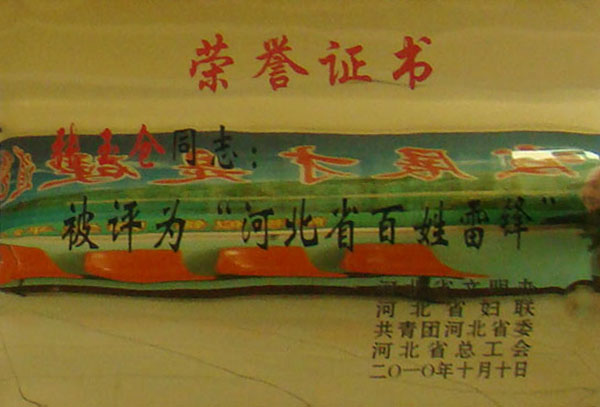 荣誉证书
同志：
被评为“河北省百姓雷锋”
河北省文明办
河北省妇联
共青团河北省委
河北省总工会
二〇一〇年十月十日